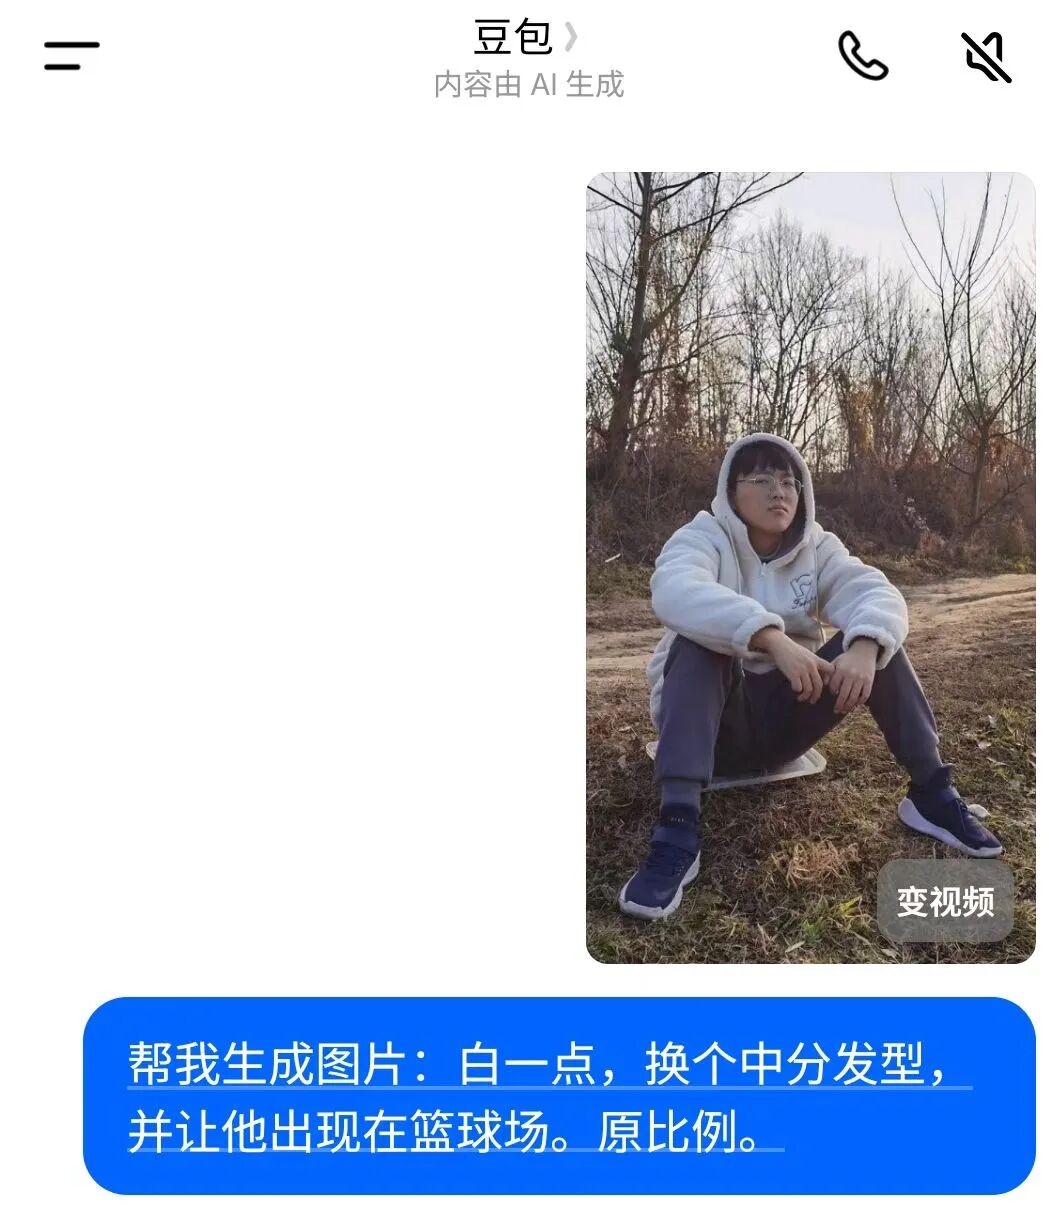 豆包
内容由 AI 生成
变视频
帮我生成图片：白一点，换个中分发型，
并让他出现在篮球场。原比例。